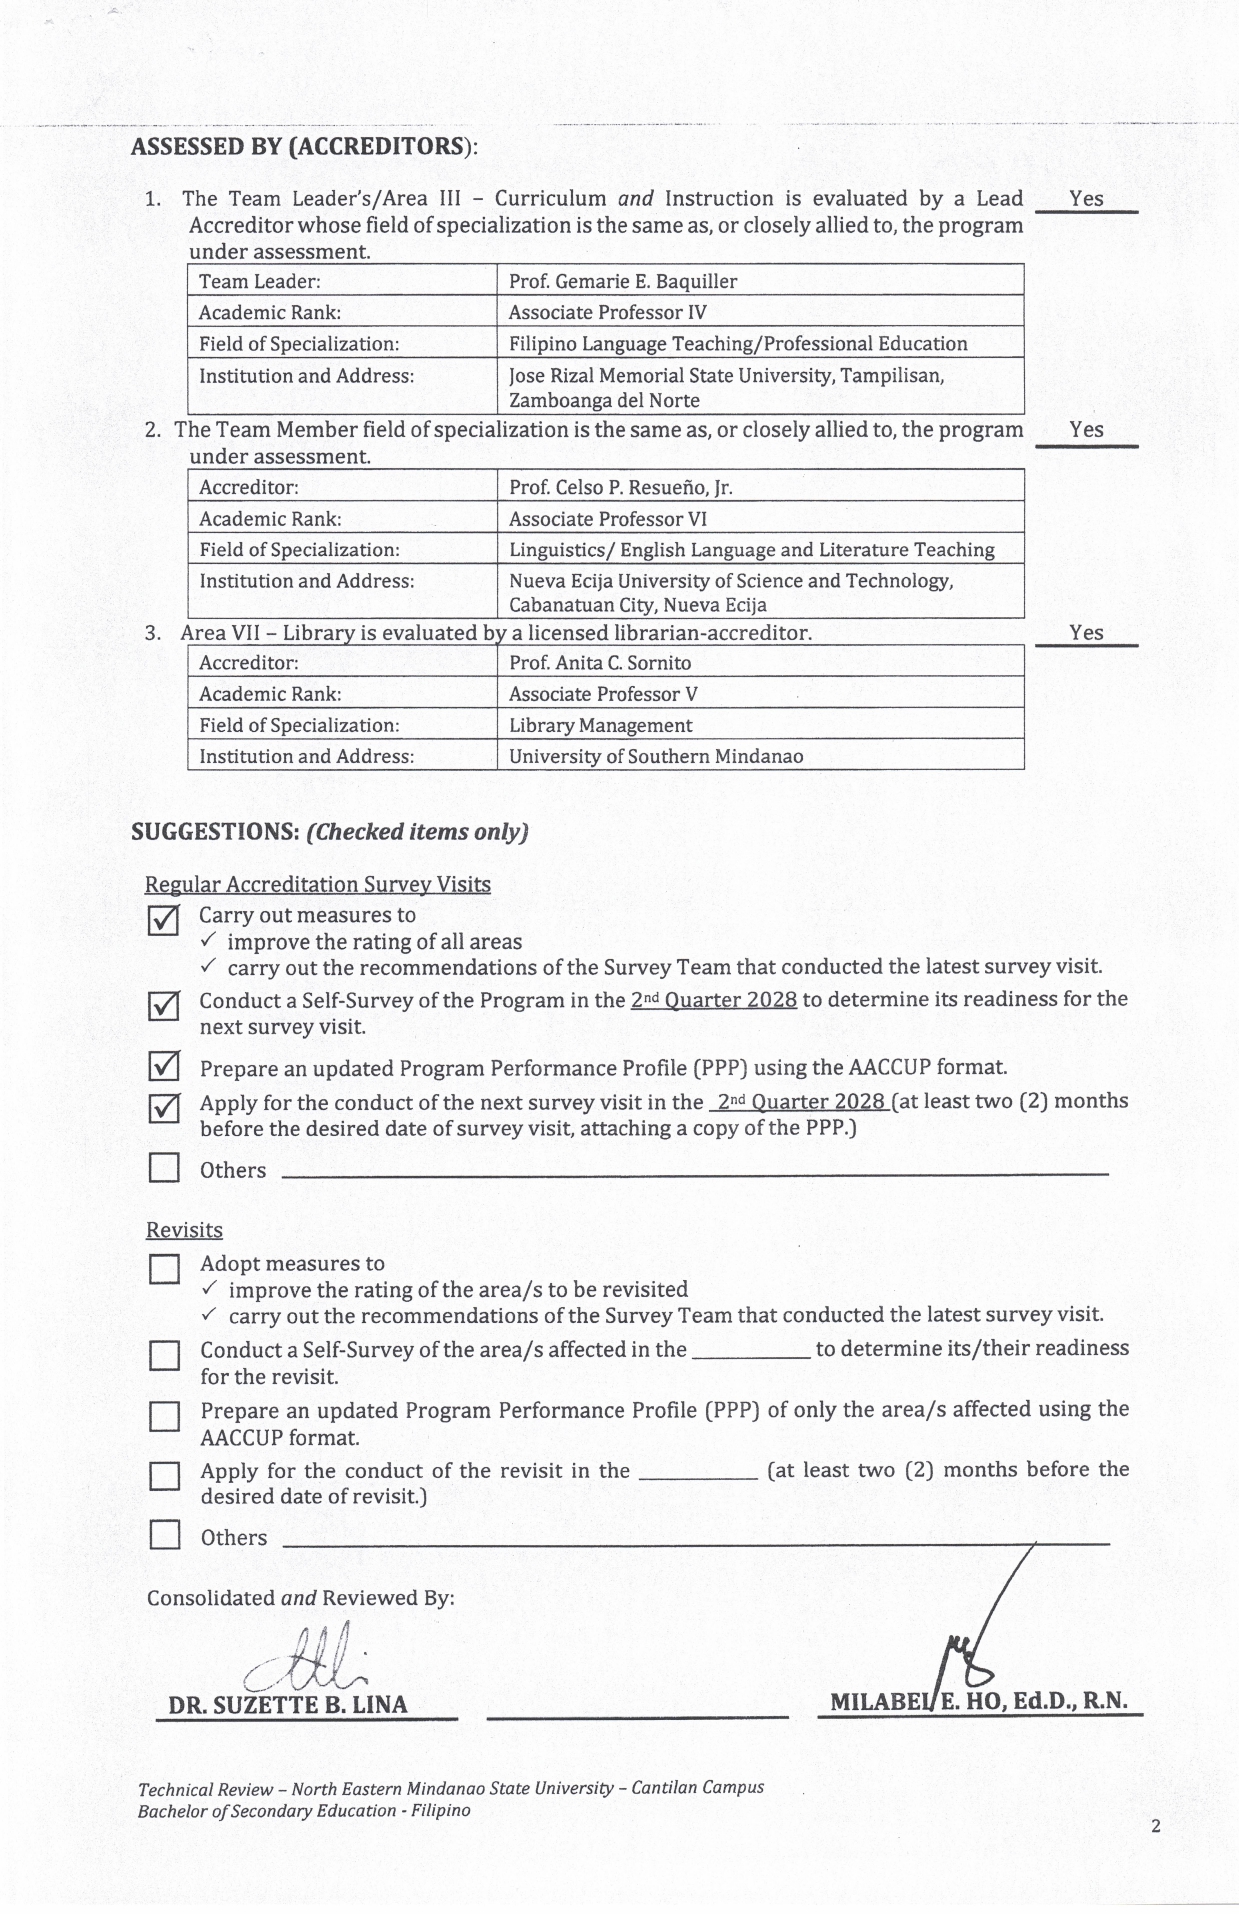 ASSESSED BY (ACCREDITORS):
1. The Team Leader's/Area III – Curriculum and Instruction is evaluated by a Lead Yes
Accreditor whose field of specialization is the same as, or closely allied to, the program
under assessment.
Team Leader: Prof. Gemarie E. Baquiller
Academic Rank: Associate Professor IV
Field of Specialization: Filipino Language Teaching/Professional Education
Institution and Address: Jose Rizal Memorial State University, Tampilisan,
Zamboanga del Norte
2. The Team Member field of specialization is the same as, or closely allied to, the program Yes
under assessment.
Accreditor: Prof. Celso P. Resueño, Jr.
Academic Rank: Associate Professor VI
Field of Specialization: Linguistics/ English Language and Literature Teaching
Institution and Address: Nueva Ecija University of Science and Technology,
Cabanatuan City, Nueva Ecija
3. Area VII – Library is evaluated by a licensed librarian-accreditor. Yes
Accreditor: Prof. Anita C. Sornito
Academic Rank: Associate Professor V
Field of Specialization: Library Management
Institution and Address: University of Southern Mindanao
SUGGESTIONS: (Checked items only)
Regular Accreditation Survey Visits
☑ Carry out measures to
✓ improve the rating of all areas
✓ carry out the recommendations of the Survey Team that conducted the latest survey visit.
☑ Conduct a Self-Survey of the Program in the 2nd Quarter 2028 to determine its readiness for the
next survey visit.
☑ Prepare an updated Program Performance Profile (PPP) using the AACCUP format.
☑ Apply for the conduct of the next survey visit in the 2nd Quarter 2028 (at least two (2) months
before the desired date of survey visit, attaching a copy of the PPP.)
☐ Others ____________
Revisits
☐ Adopt measures to
✓ improve the rating of the area/s to be revisited
✓ carry out the recommendations of the Survey Team that conducted the latest survey visit.
☐ Conduct a Self-Survey of the area/s affected in the __________ to determine its/their readiness
for the revisit.
☐ Prepare an updated Program Performance Profile (PPP) of only the area/s affected using the
AACCUP format.
☐ Apply for the conduct of the revisit in the __________ (at least two (2) months before the
desired date of revisit.)
☐ Others ____________
Consolidated and Reviewed By:
DR. SUZETTE B. LINA
MILABEL E. HO, Ed.D., R.N.
Technical Review – North Eastern Mindanao State University – Cantilan Campus
Bachelor of Secondary Education - Filipino
2